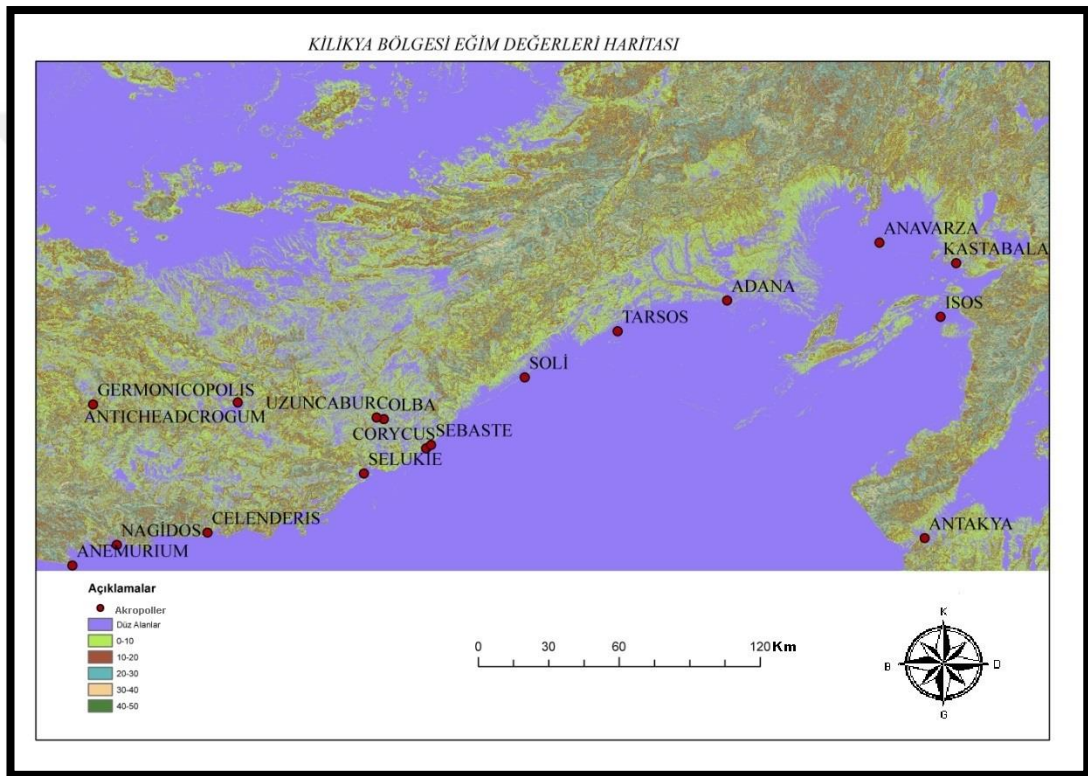 KİLİKYA BÖLGESİ EĞİM DEĞERLERİ HARİTASI
ANAVARZA
KASTABALA
ADANA
ISOS
TARSOS
SOLİ
GERMONICOPOLIS
UZUNCABURC
OLBA
ANTICHEADCROGUM
CORYCUS
SEBASTE
SELUKIE
CELENDERIS
NAGİDOS
ANTAKYA
ANEMURIUM
Açıklamalar
Akropoller
Düz Alanlar
0-10
10-20
20-30
30-40
40-50
0 30 60 120 Km
K
B
D
G